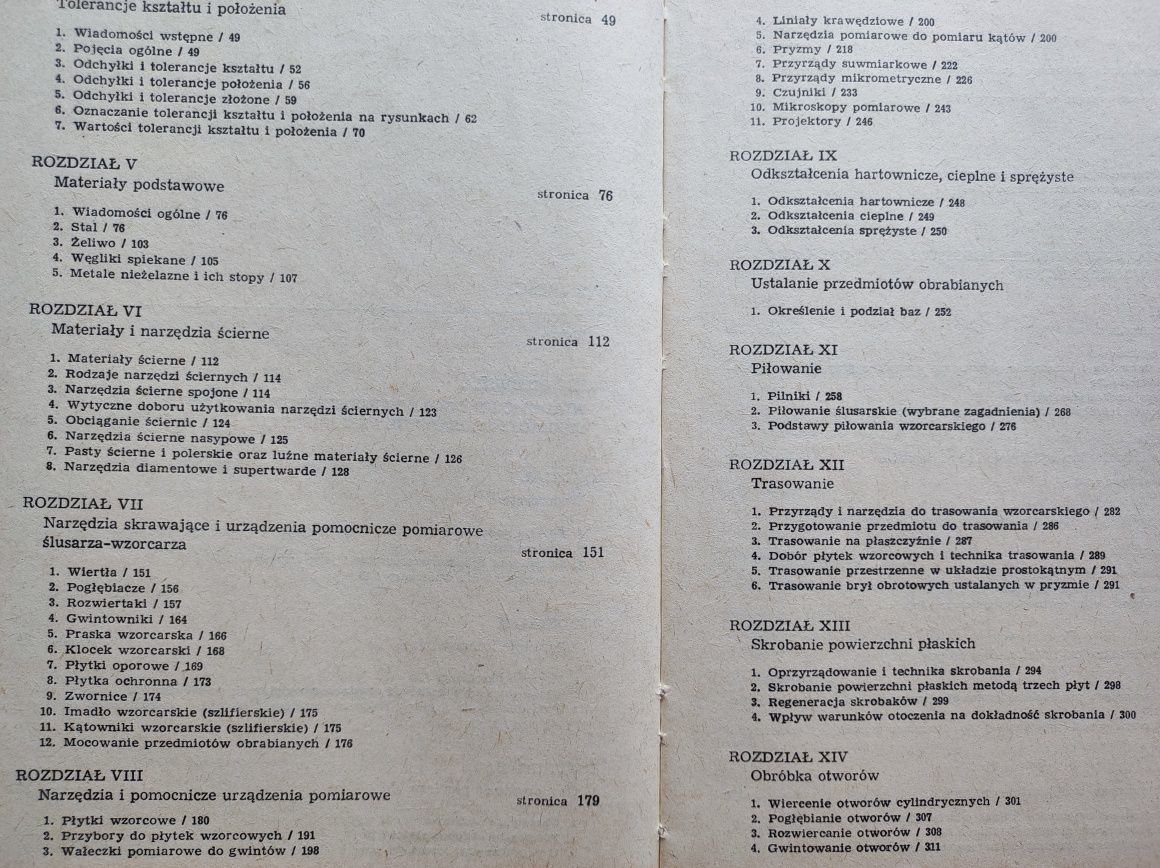 Tolerancje kształtu i położenia
stronica 49
1. Wiadomości wstępne / 49
2. Pojęcia ogólne / 49
3. Odchyłki i tolerancje kształtu / 52
4. Odchyłki i tolerancje położenia / 56
5. Odchyłki i tolerancje złożone / 59
6. Oznaczanie tolerancji kształtu i położenia na rysunkach / 62
7. Wartości tolerancji kształtu i położenia / 70
ROZDZIAŁ V
Materiały podstawowe
stronica 76
1. Wiadomości ogólne / 76
2. Stal / 76
3. Żeliwo / 103
4. Węgliki spiekane / 105
5. Metale nieżelazne i ich stopy / 107
ROZDZIAŁ VI
Materiały i narzędzia ścierne
stronica 112
1. Materiały ścierne / 112
2. Rodzaje narzędzi ściernych / 114
3. Narzędzia ścierne spojone / 114
4. Wytyczne doboru użytkowania narzędzi ściernych / 123
5. Obciąganie ściernic / 124
6. Narzędzia ścierne nasypowe / 125
7. Pasty ścierne i polerskie oraz luźne materiały ścierne / 126
8. Narzędzia diamentowe i supertwarde / 128
ROZDZIAŁ VII
Narzędzia skrawające i urządzenia pomocnicze pomiarowe
ślusarza-wzorcarza
stronica 151
1. Wiertła / 151
2. Pogłębiacze / 156
3. Rozwiertaki / 157
4. Gwintowniki / 164
5. Praska wzorcarska / 166
6. Klocek wzorcarski / 168
7. Płytki oporowe / 169
8. Płytka ochronna / 173
9. Zwornice / 174
10. Imadło wzorcarskie (szlifierskie) / 175
11. Kątowniki wzorcarskie (szlifierskie) / 175
12. Mocowanie przedmiotów obrabianych / 176
ROZDZIAŁ VIII
Narzędzia i pomocnicze urządzenia pomiarowe
stronica 179
1. Płytki wzorcowe / 180
2. Przybory do płytek wzorcowych / 191
3. Wałeczki pomiarowe do gwintów / 198
4. Liniały krawędziowe / 200
5. Narzędzia pomiarowe do pomiaru kątów / 200
6. Pryzmy / 218
7. Przyrządy suwmiarkowe / 222
8. Przyrządy mikrometryczne / 226
9. Czujniki / 233
10. Mikroskopy pomiarowe / 243
11. Projektory / 246
ROZDZIAŁ IX
Odkształcenia hartownicze, cieplne i sprężyste
1. Odkształcenia hartownicze / 248
2. Odkształcenia cieplne / 249
3. Odkształcenia sprężyste / 250
ROZDZIAŁ X
Ustalanie przedmiotów obrabianych
1. Określenie i podział baz / 252
ROZDZIAŁ XI
Piłowanie
1. Pilniki / 258
2. Piłowanie ślusarskie (wybrane zagadnienia) / 268
3. Podstawy piłowania wzorcarskiego / 276
ROZDZIAŁ XII
Trasowanie
1. Przyrządy i narzędzia do trasowania wzorcarskiego / 282
2. Przygotowanie przedmiotu do trasowania / 286
3. Trasowanie na płaszczyźnie / 287
4. Dobór płytek wzorcowych i technika trasowania / 289
5. Trasowanie przestrzenne w układzie prostokątnym / 291
6. Trasowanie brył obrotowych ustalanych w pryzmie / 291
ROZDZIAŁ XIII
Skrobanie powierzchni płaskich
1. Oprzyrządowanie i technika skrobania / 294
2. Skrobanie powierzchni płaskich metodą trzech płyt / 298
3. Regeneracja skrobaków / 299
4. Wpływ warunków otoczenia na dokładność skrobania / 300
ROZDZIAŁ XIV
Obróbka otworów
1. Wiercenie otworów cylindrycznych / 301
2. Pogłębianie otworów / 307
3. Rozwiercanie otworów / 308
4. Gwintowanie otworów / 311